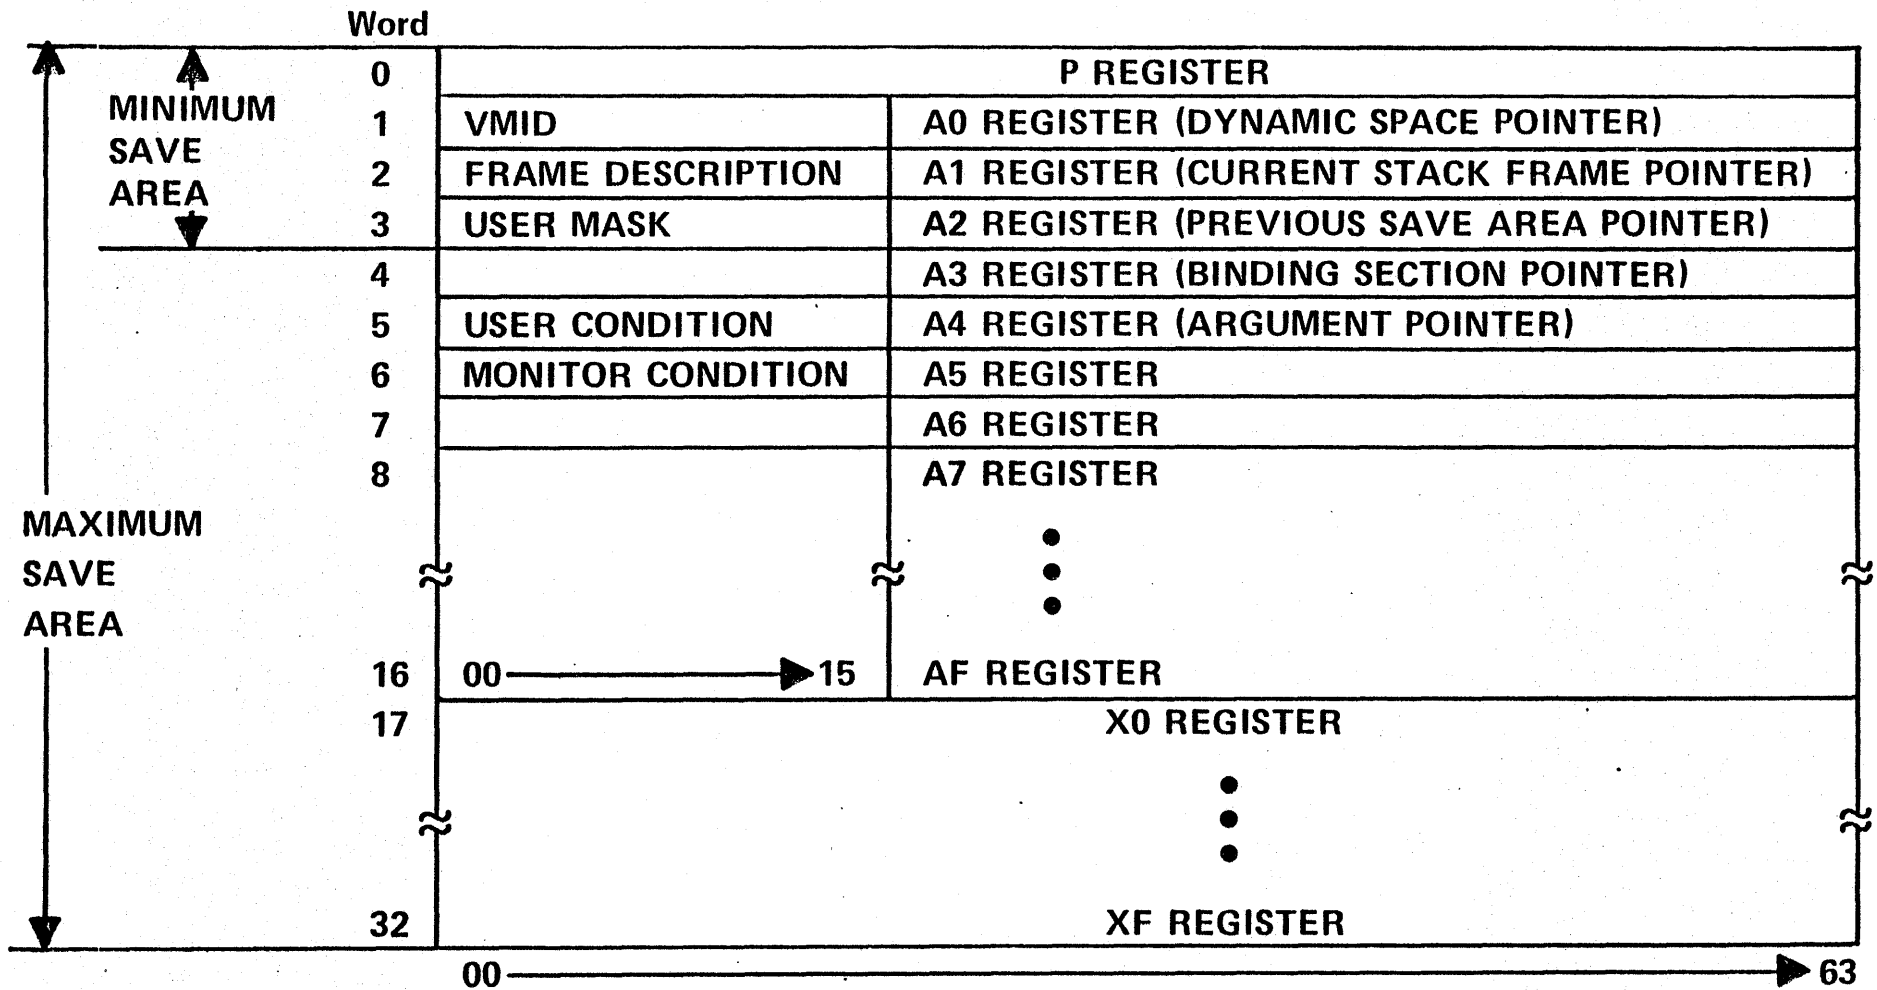 Word
0 P REGISTER
MINIMUM
SAVE
AREA
1 VMID A0 REGISTER (DYNAMIC SPACE POINTER)
2 FRAME DESCRIPTION A1 REGISTER (CURRENT STACK FRAME POINTER)
3 USER MASK A2 REGISTER (PREVIOUS SAVE AREA POINTER)
4 A3 REGISTER (BINDING SECTION POINTER)
5 USER CONDITION A4 REGISTER (ARGUMENT POINTER)
6 MONITOR CONDITION A5 REGISTER
7 A6 REGISTER
8 A7 REGISTER
MAXIMUM
SAVE
AREA
16 00 15 AF REGISTER
17 X0 REGISTER
32 XF REGISTER
00 63